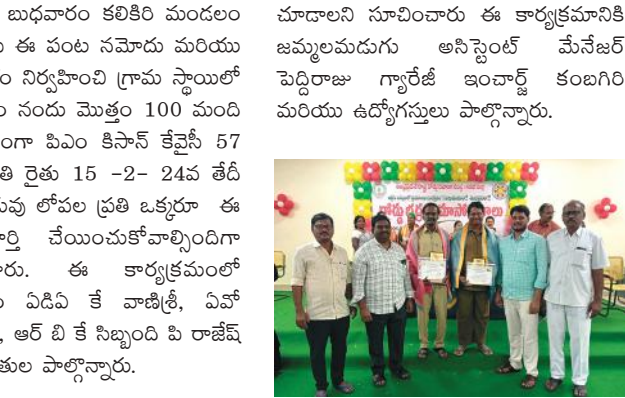 బుధవారం కలికిరి మండలం
ఈ పంట నమోదు మరియు
నిర్వహించి గ్రామ స్థాయిలో
నందు మొత్తం 100 మంది
పిఎం కిసాన్ కేవైసీ 57
రైతు 15 -2- 24వ తేదీ
లోపల ప్రతి ఒక్కరూ ఈ
చేయించుకోవాల్సిందిగా
ఈ కార్యక్రమంలో
ఏడిఏ కే వాణిశ్రీ, ఏవో
, ఆర్ బి కే సిబ్బంది పి రాజేష్
పాల్గొన్నారు.
చూడాలని సూచించారు ఈ కార్యక్రమానికి
జమ్మలమడుగు అసిస్టెంట్ మేనేజర్
పెద్దిరాజు గ్యారేజీ ఇంచార్జ్ కంబగిరి
మరియు ఉద్యోగస్తులు పాల్గొన్నారు.